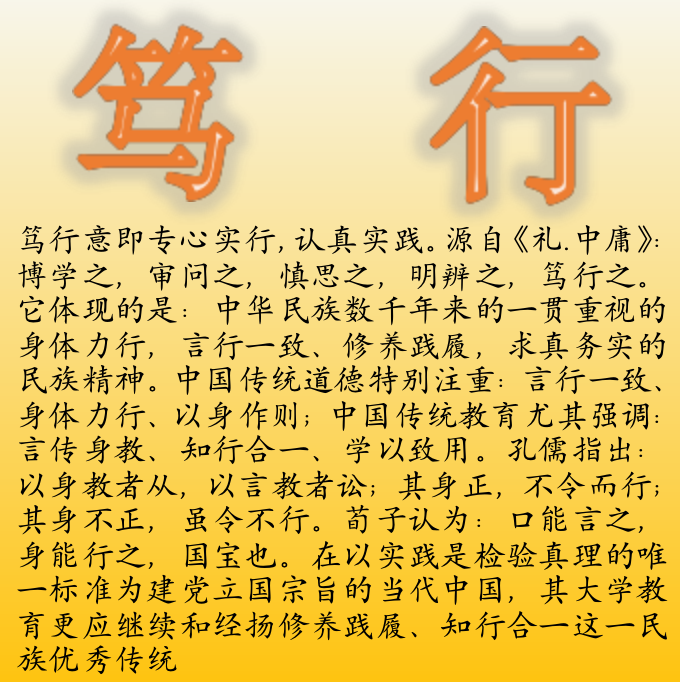 笃 行
笃行意即专心实行,认真实践。源自《礼.中庸》:
博学之，审问之，慎思之，明辨之，笃行之。
它体现的是：中华民族数千年来的一贯重视的
身体力行，言行一致、修养践履，求真务实的
民族精神。中国传统道德特别注重：言行一致、
身体力行、以身作则；中国传统教育尤其强调：
言传身教、知行合一、学以致用。孔儒指出：
以身教者从，以言教者讼；其身正，不令而行；
其身不正，虽令不行。荀子认为：口能言之，
身能行之，国宝也。在以实践是检验真理的唯
一标准为建党立国宗旨的当代中国，其大学教
育更应继续和经扬修养践履、知行合一这一民
族优秀传统